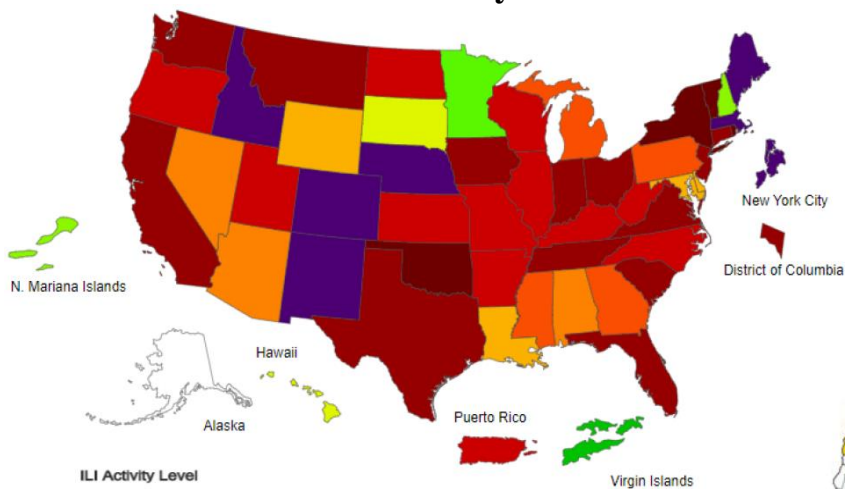 New York City
District of Columbia
N. Mariana Islands
Hawaii
Alaska
Puerto Rico
Virgin Islands
ILI Activity Level